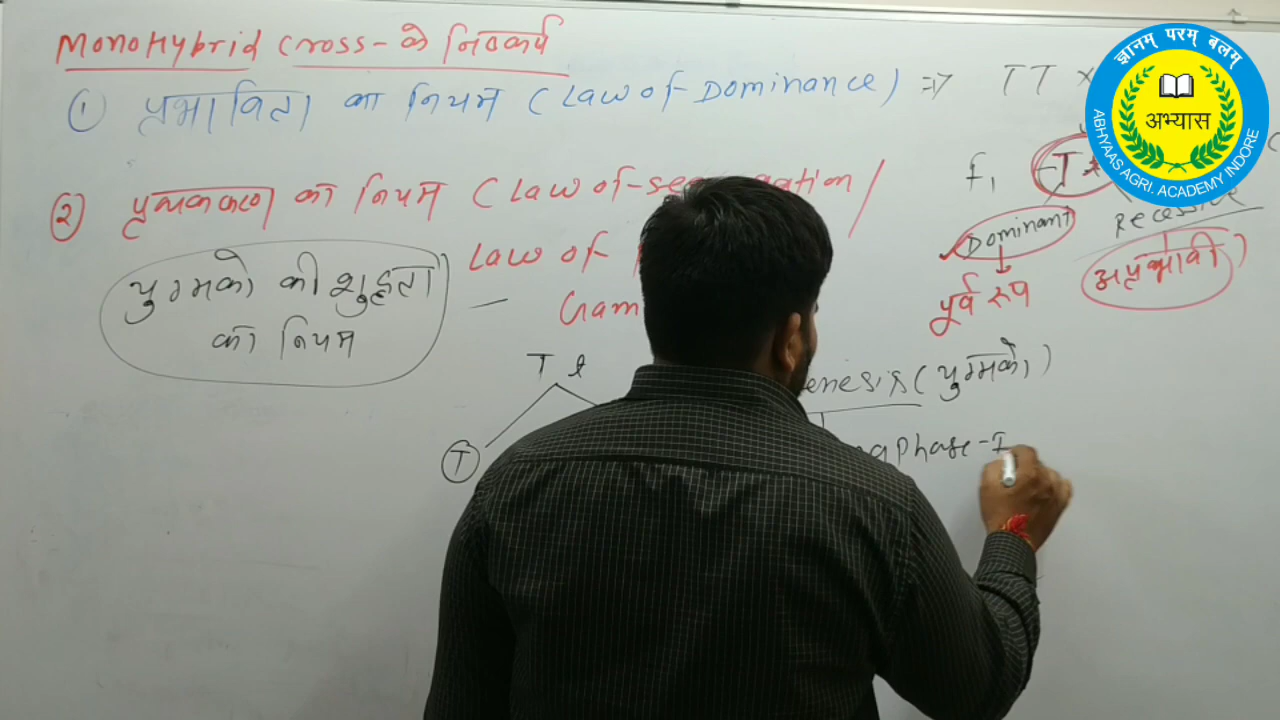 MonoHybrid Cross - के निष्कर्ष
① प्रभाविता का नियम (Law of - Dominance) => TT ×
② पृथक्करण का नियम (Law of - Segregation /
Law of
Gam
युग्मको की शुद्धता
का नियम
F₁ Tt
Dominant Recessive
पूर्व रूप अप्रभावी
T t
T
enesis (युग्मको)
aphase - I
ज्ञानम् परम् बलम्
अभ्यास
ABHYAAS AGRI. ACADEMY INDORE